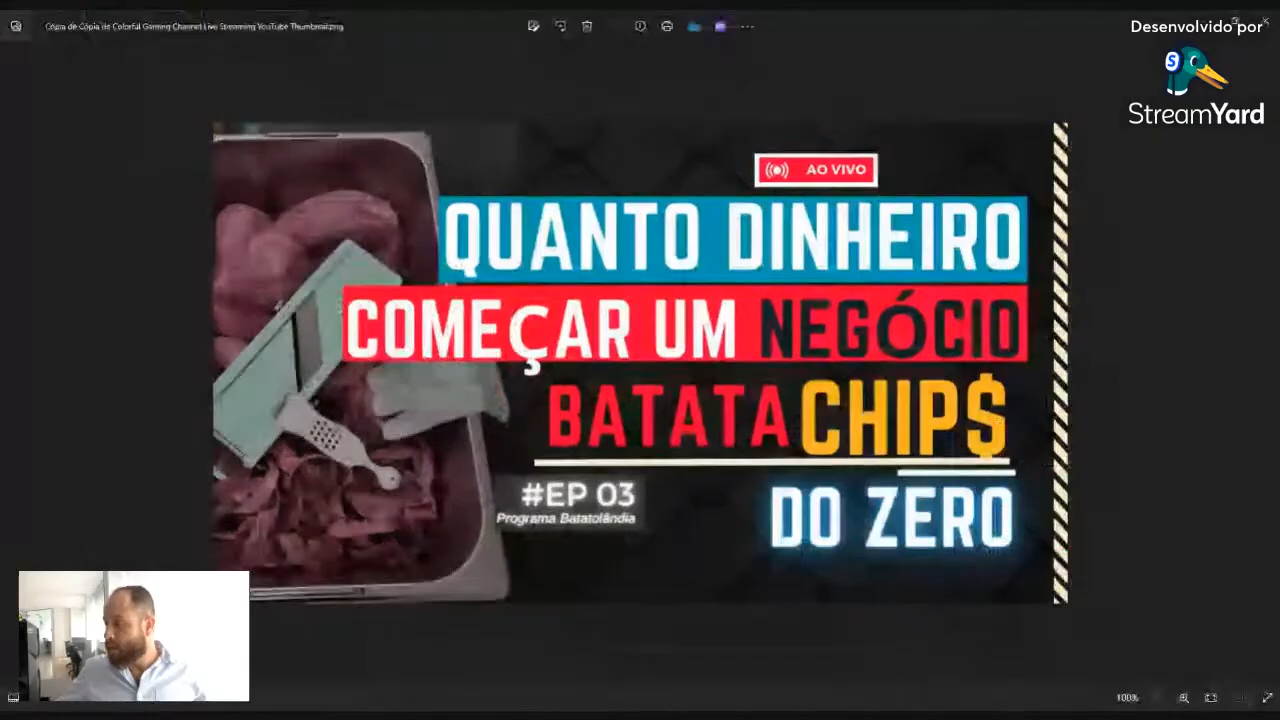 Cópia de Cópia de Colorful Gaming Channel Live Streaming YouTube Thumbnail.png
Desenvolvido por
StreamYard
AO VIVO
QUANTO DINHEIRO
COMEÇAR UM NEGÓCIO
BATATA CHIP$
DO ZERO
#EP 03
Programa Batatolândia
100%